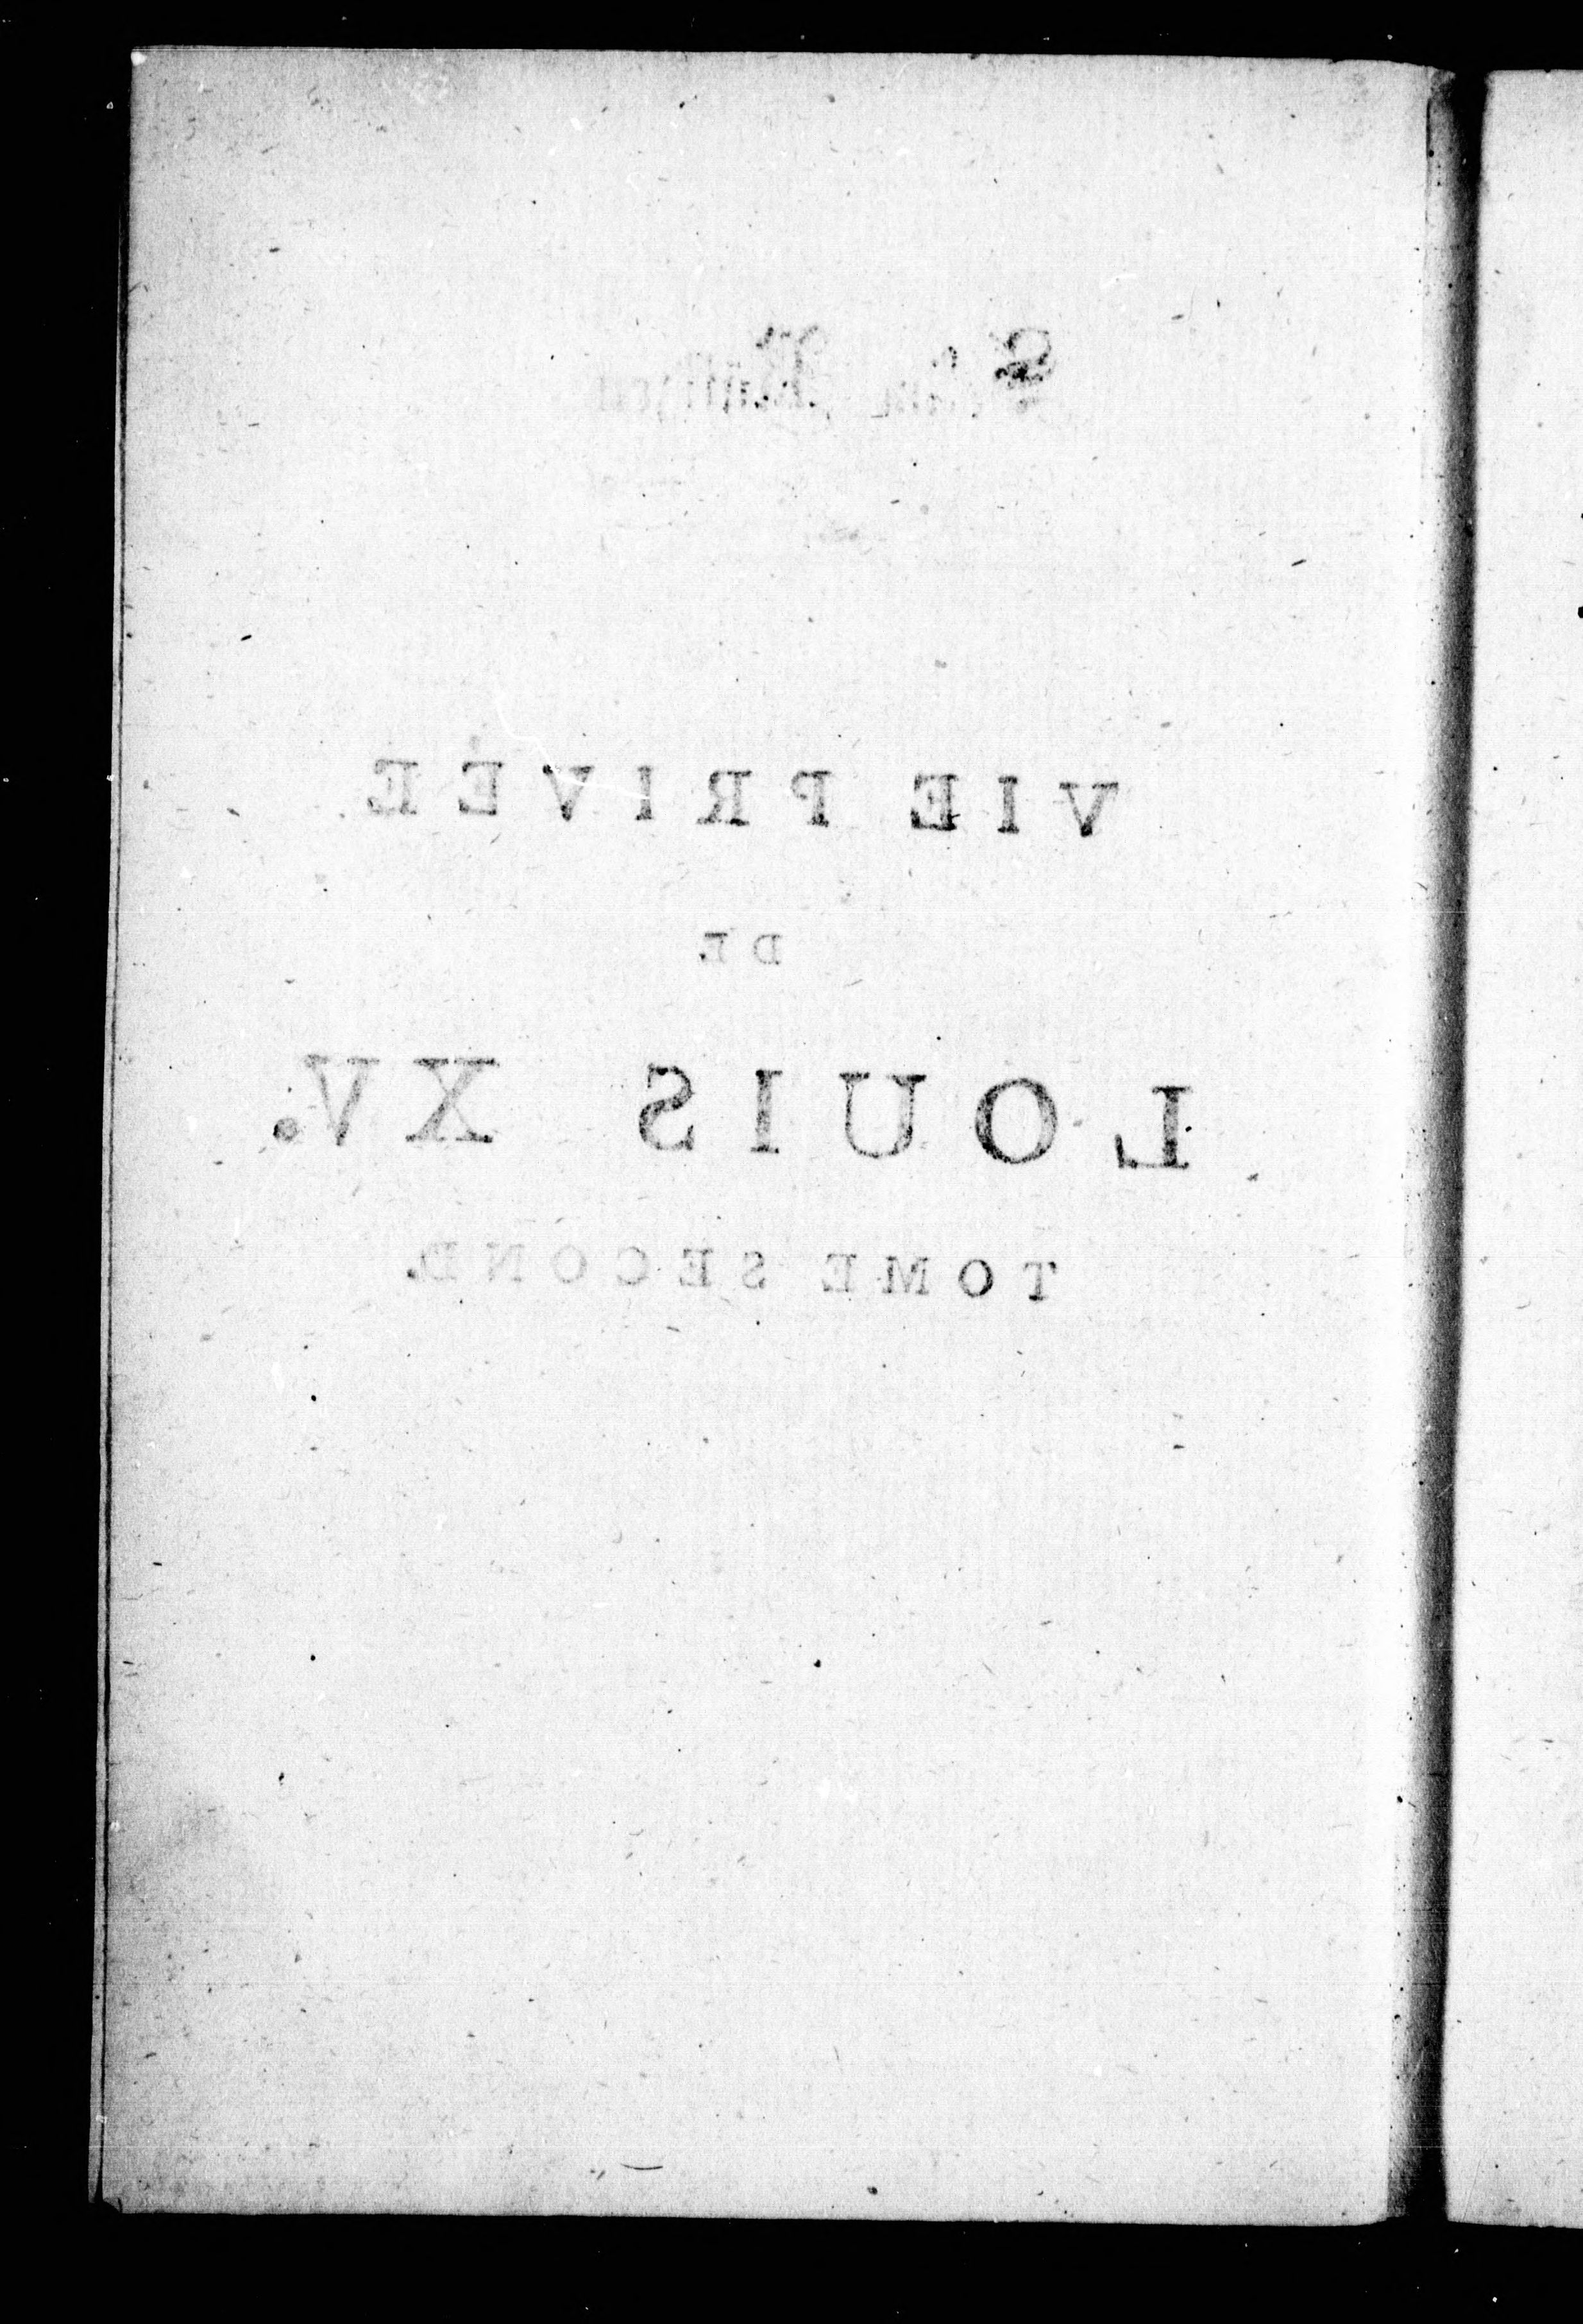 VIE PRIVÉE
DE
LOUIS XV.
TOME SECOND.